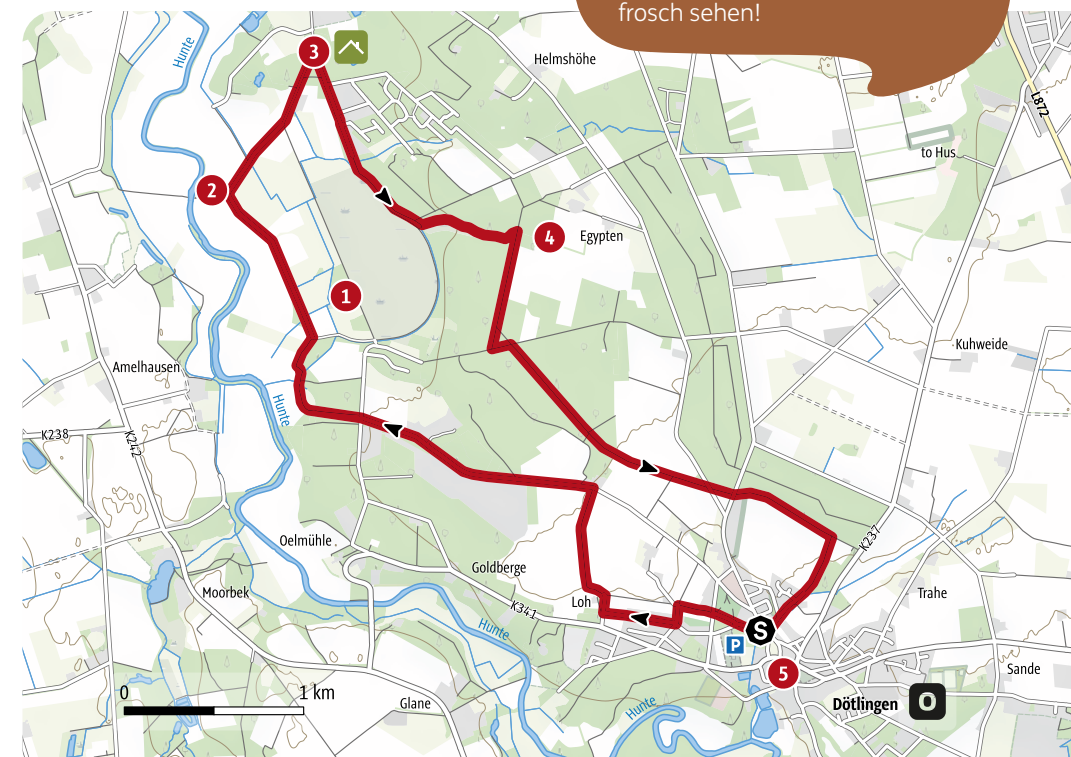 frosch sehen!
Hunte
3
Helmshöhe
L872
to Hus
2
4
Egypten
1
Kuhweide
Amelhausen
Hunte
K238
K242
K237
Oelmühle
Goldberge
Moorbek
Loh
K341
Trahe
Hunte
S
P
5
Sande
0
1 km
Glane
Hunte
Dötlingen
O